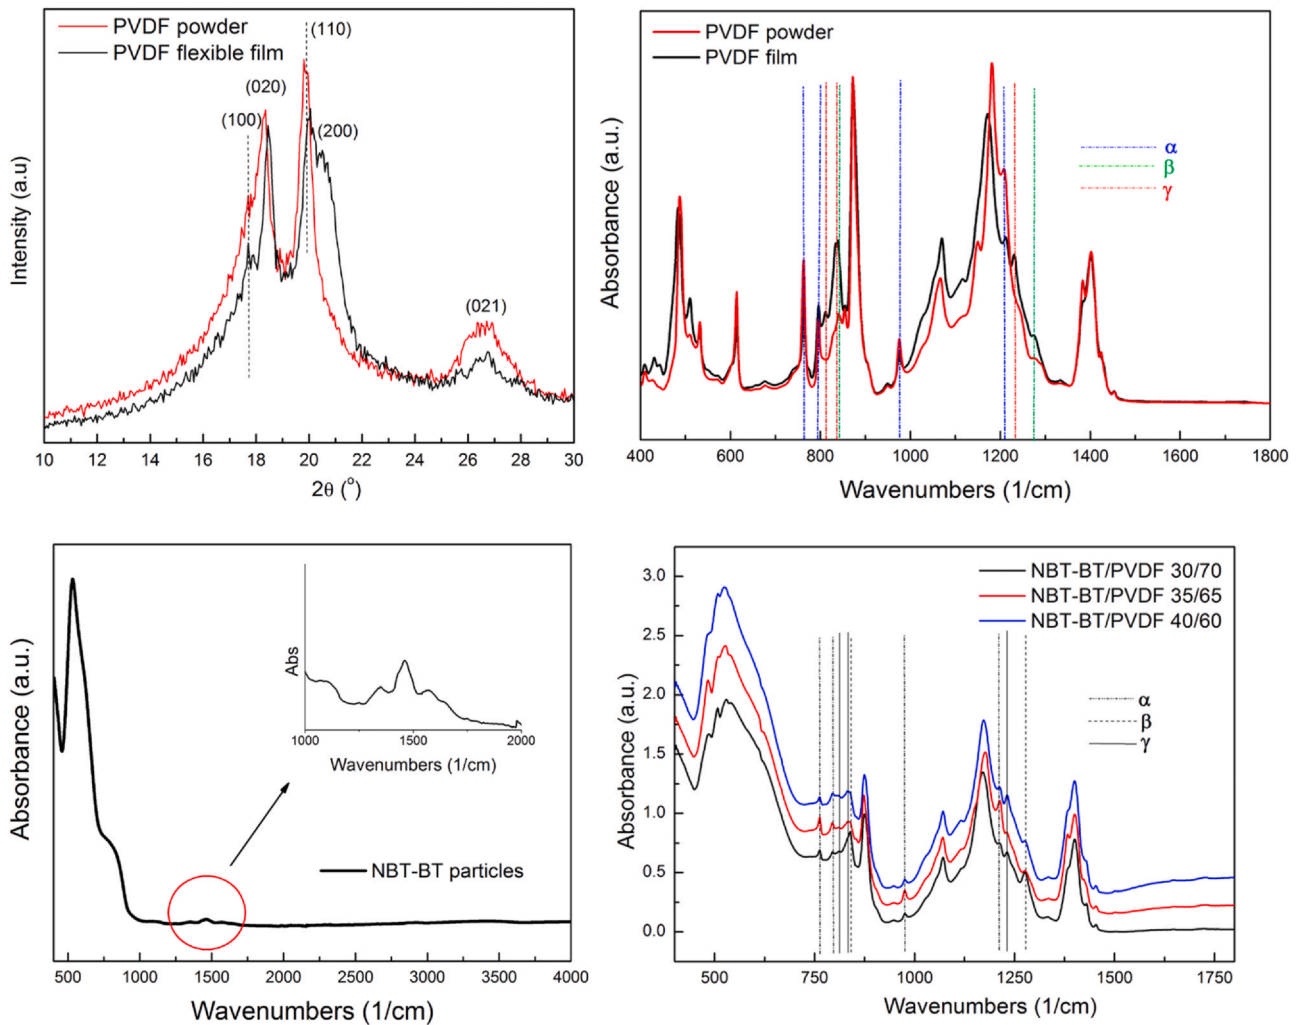 PVDF powder
PVDF flexible film
(110)
(020)
(100)
(200)
(021)
Intensity (a.u)
10 12 14 16 18 20 22 24 26 28 30
2θ (°)
PVDF powder
PVDF film
α
β
γ
Absorbance (a.u.)
400 600 800 1000 1200 1400 1600 1800
Wavenumbers (1/cm)
Abs
1000 1500 2000
Wavenumbers (1/cm)
NBT-BT particles
Absorbance (a.u.)
500 1000 1500 2000 2500 3000 3500 4000
Wavenumbers (1/cm)
NBT-BT/PVDF 30/70
NBT-BT/PVDF 35/65
NBT-BT/PVDF 40/60
α
β
γ
3.0
2.5
2.0
1.5
1.0
0.5
0.0
Absorbance (a.u.)
500 750 1000 1250 1500 1750
Wavenumbers (1/cm)